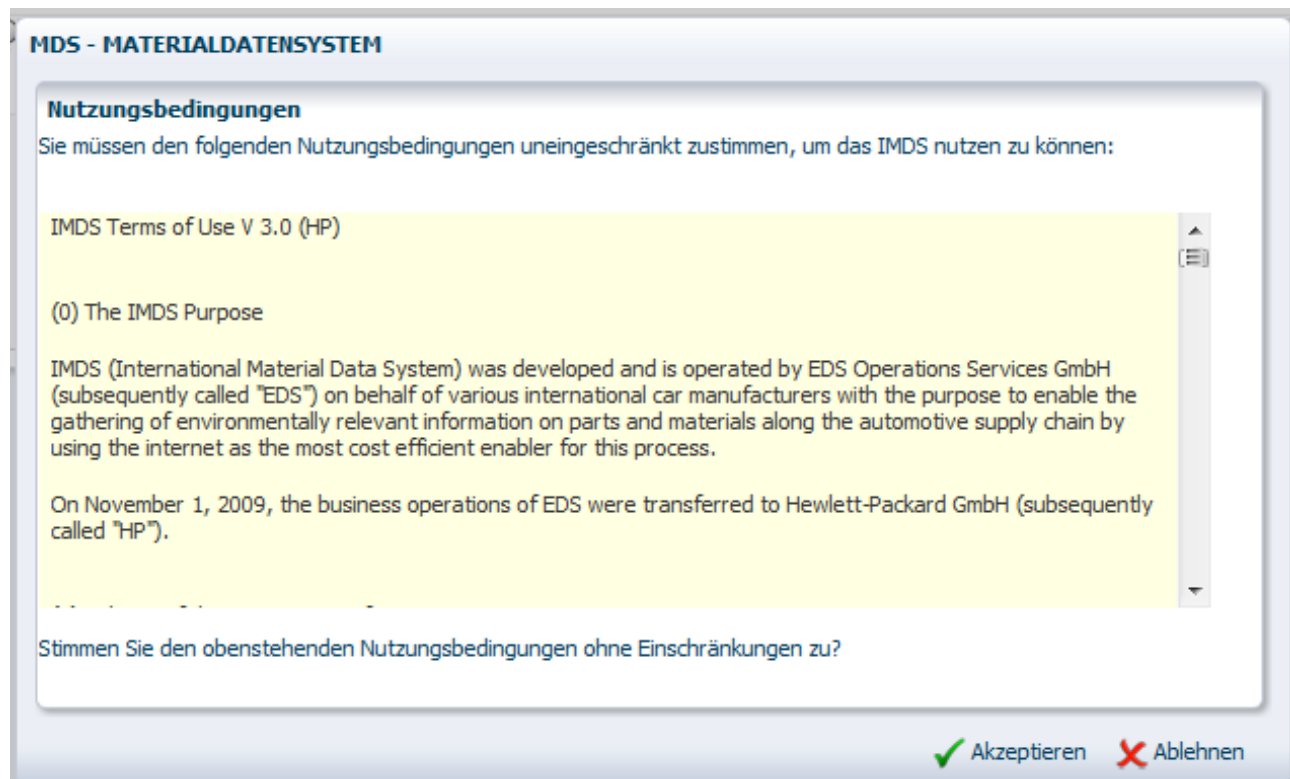 MDS - MATERIALDATENSYSTEM
Nutzungsbedingungen
Sie müssen den folgenden Nutzungsbedingungen uneingeschränkt zustimmen, um das IMDS nutzen zu können:
IMDS Terms of Use V 3.0 (HP)
(0) The IMDS Purpose
IMDS (International Material Data System) was developed and is operated by EDS Operations Services GmbH
(subsequently called "EDS") on behalf of various international car manufacturers with the purpose to enable the
gathering of environmentally relevant information on parts and materials along the automotive supply chain by
using the internet as the most cost efficient enabler for this process.
On November 1, 2009, the business operations of EDS were transferred to Hewlett-Packard GmbH (subsequently
called "HP").
Stimmen Sie den obenstehenden Nutzungsbedingungen ohne Einschränkungen zu?
Akzeptieren Ablehnen